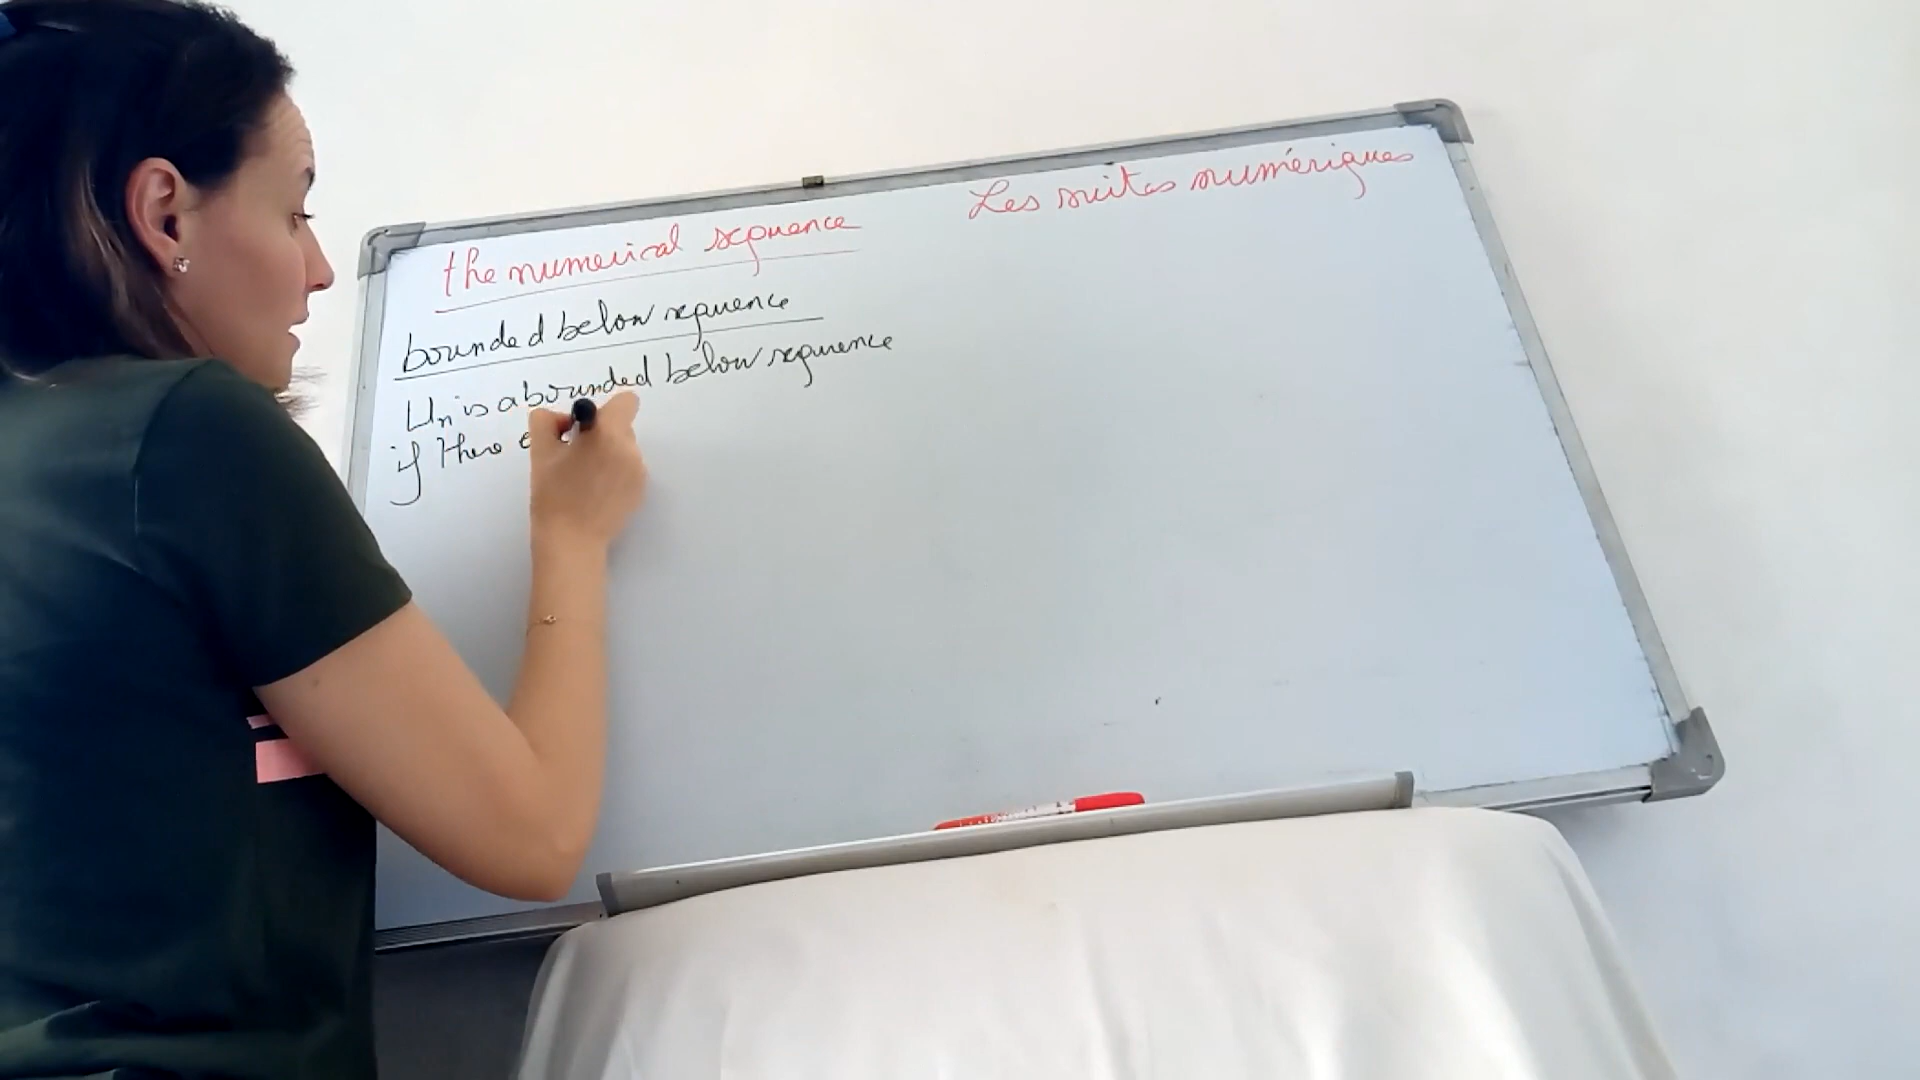 the numerical sequence
Les suites numériques
bounded below sequence
Un is a bounded below sequence
if there e